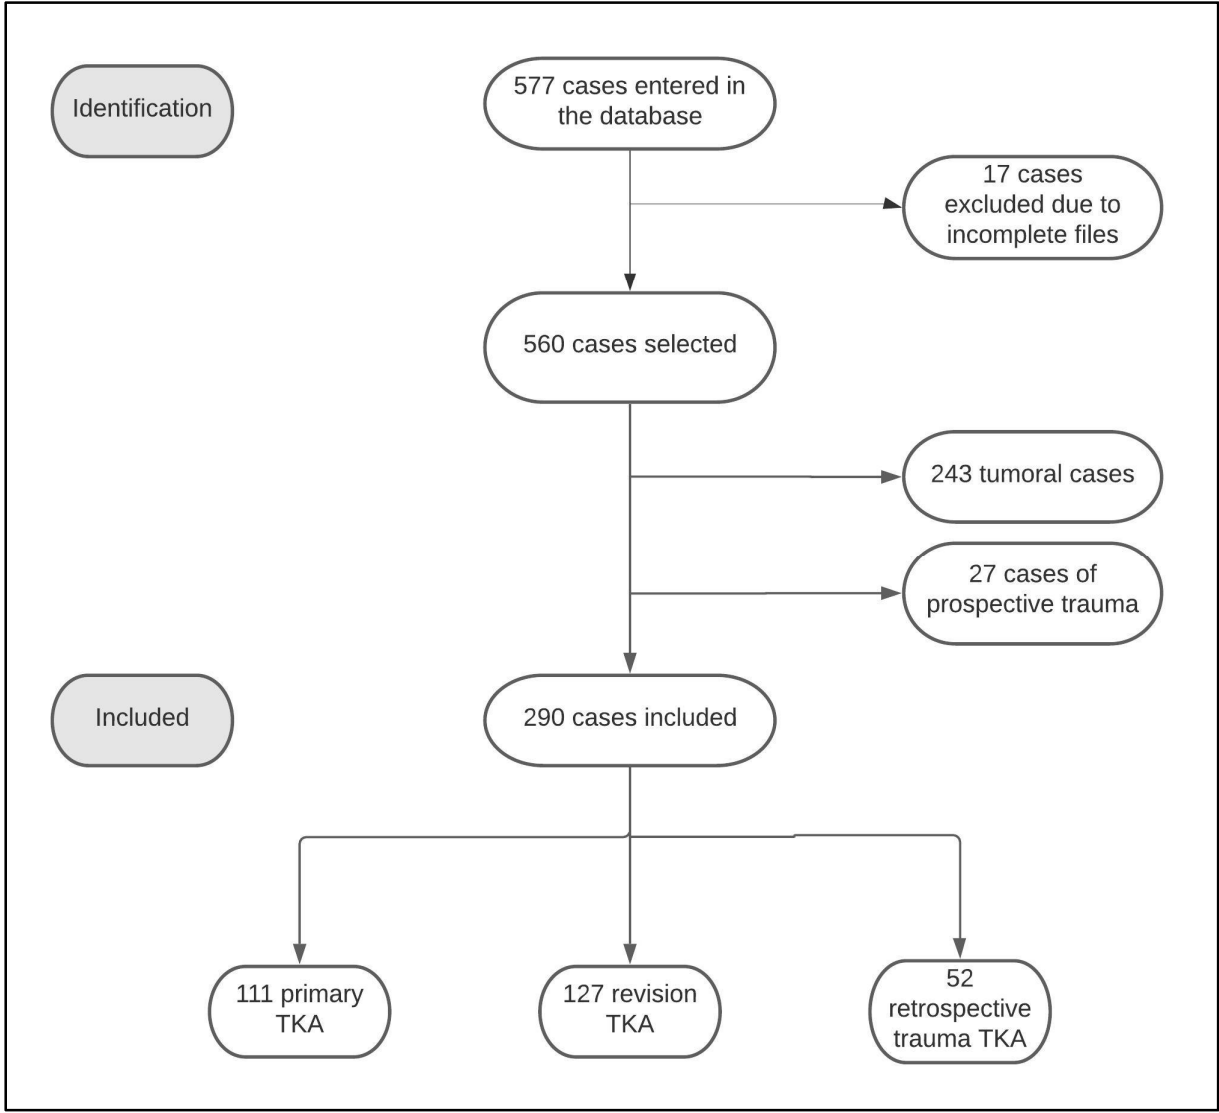 Identification
577 cases entered in
the database
17 cases
excluded due to
incomplete files
560 cases selected
243 tumoral cases
27 cases of
prospective trauma
Included
290 cases included
111 primary
TKA
127 revision
TKA
52
retrospective
trauma TKA